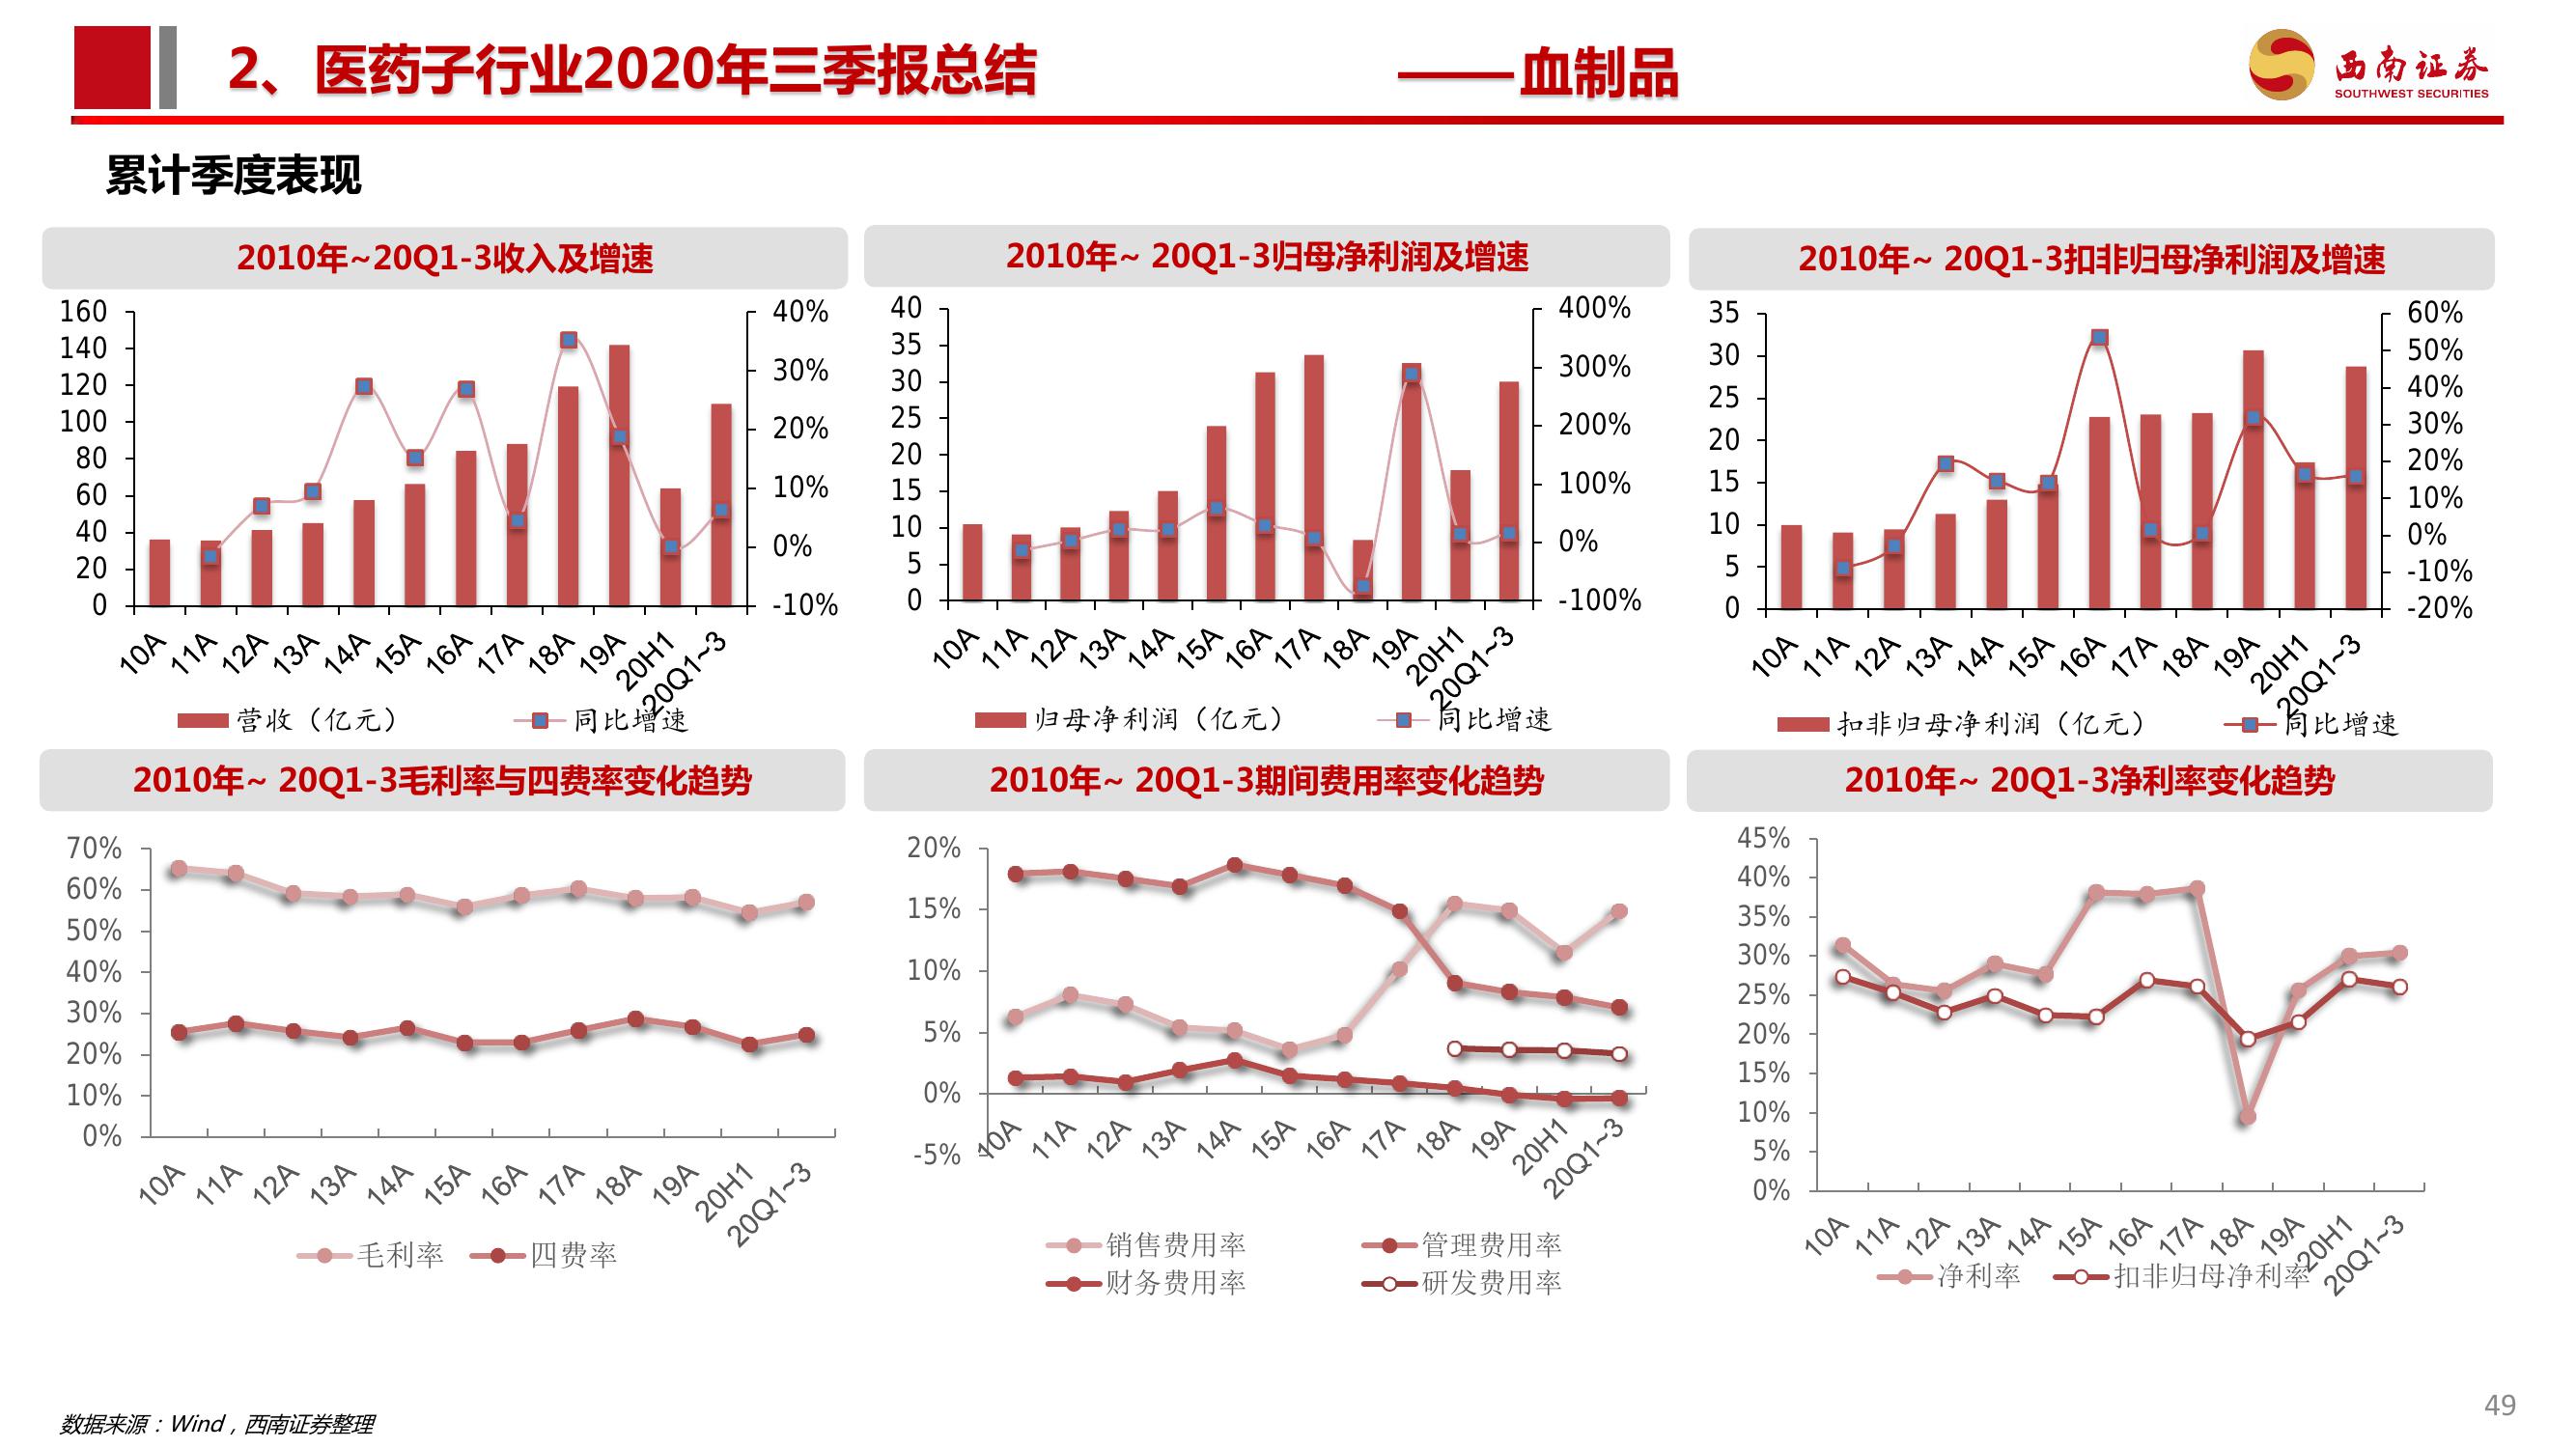 2、医药子行业2020年三季报总结
——血制品
西南证券
SOUTHWEST SECURITIES
累计季度表现
2010年~20Q1-3收入及增速
160
140
120
100
80
60
40
20
0
40%
30%
20%
10%
0%
-10%
10A 11A 12A 13A 14A 15A 16A 17A 18A 19A 20H1 20Q1~3
营收（亿元） 同比增速
2010年~ 20Q1-3归母净利润及增速
40
35
30
25
20
15
10
5
0
400%
300%
200%
100%
0%
-100%
10A 11A 12A 13A 14A 15A 16A 17A 18A 19A 20H1 20Q1~3
归母净利润（亿元） 同比增速
2010年~ 20Q1-3扣非归母净利润及增速
35
30
25
20
15
10
5
0
60%
50%
40%
30%
20%
10%
0%
-10%
-20%
10A 11A 12A 13A 14A 15A 16A 17A 18A 19A 20H1 20Q1~3
扣非归母净利润（亿元） 同比增速
2010年~ 20Q1-3毛利率与四费率变化趋势
70%
60%
50%
40%
30%
20%
10%
0%
10A 11A 12A 13A 14A 15A 16A 17A 18A 19A 20H1 20Q1~3
毛利率 四费率
2010年~ 20Q1-3期间费用率变化趋势
20%
15%
10%
5%
0%
-5%
10A 11A 12A 13A 14A 15A 16A 17A 18A 19A 20H1 20Q1~3
销售费用率 管理费用率
财务费用率 研发费用率
2010年~ 20Q1-3净利率变化趋势
45%
40%
35%
30%
25%
20%
15%
10%
5%
0%
10A 11A 12A 13A 14A 15A 16A 17A 18A 19A 20H1 20Q1~3
净利率 扣非归母净利率
数据来源：Wind，西南证券整理
49